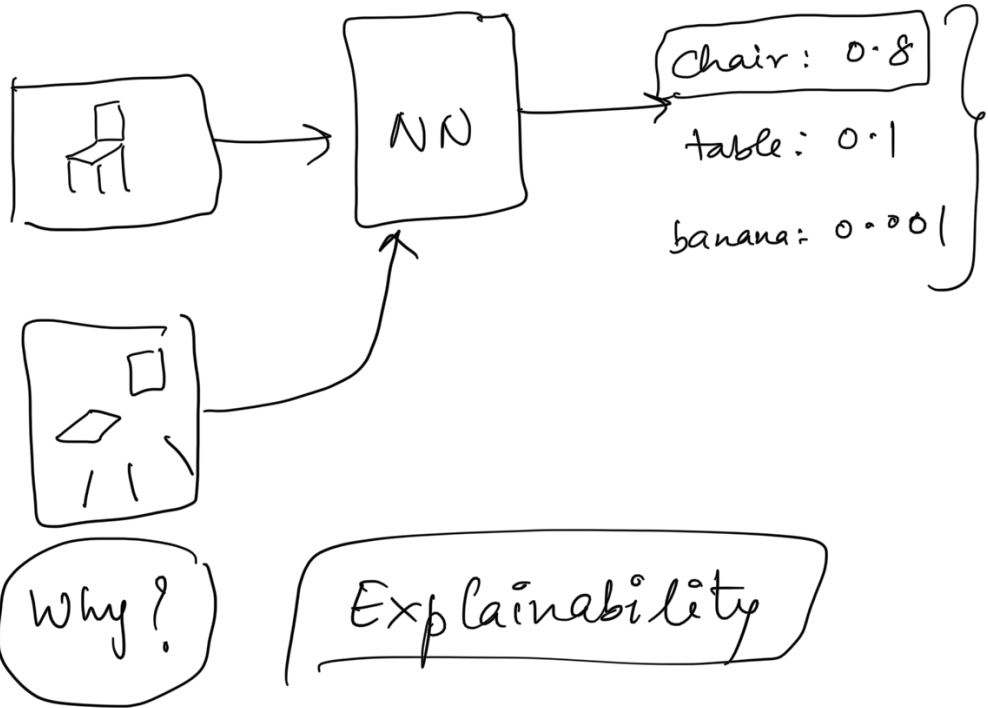 NN
Chair: 0.8
table: 0.1
banana: 0.001
Why?
Explainability